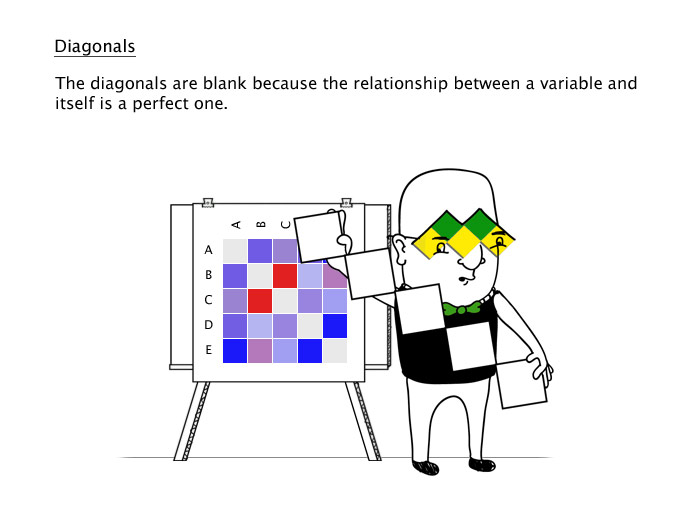 Diagonals
The diagonals are blank because the relationship between a variable and
itself is a perfect one.
A B C
A
B
C
D
E